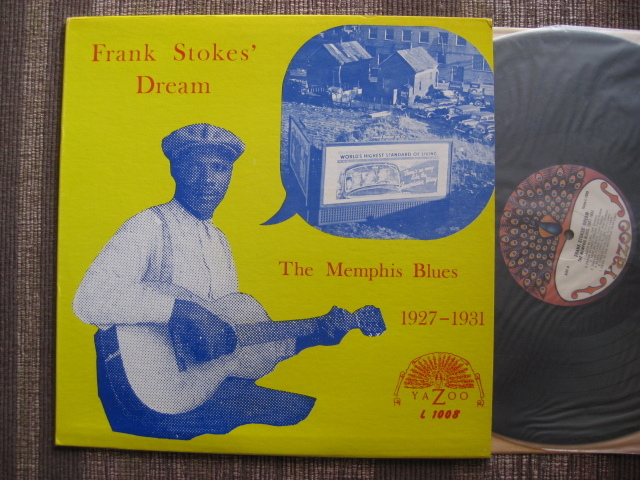 Frank Stokes'
Dream
WORLD'S HIGHEST STANDARD OF LIVING
The Memphis Blues
1927-1931
YAZOO
L 1008
YAZOO